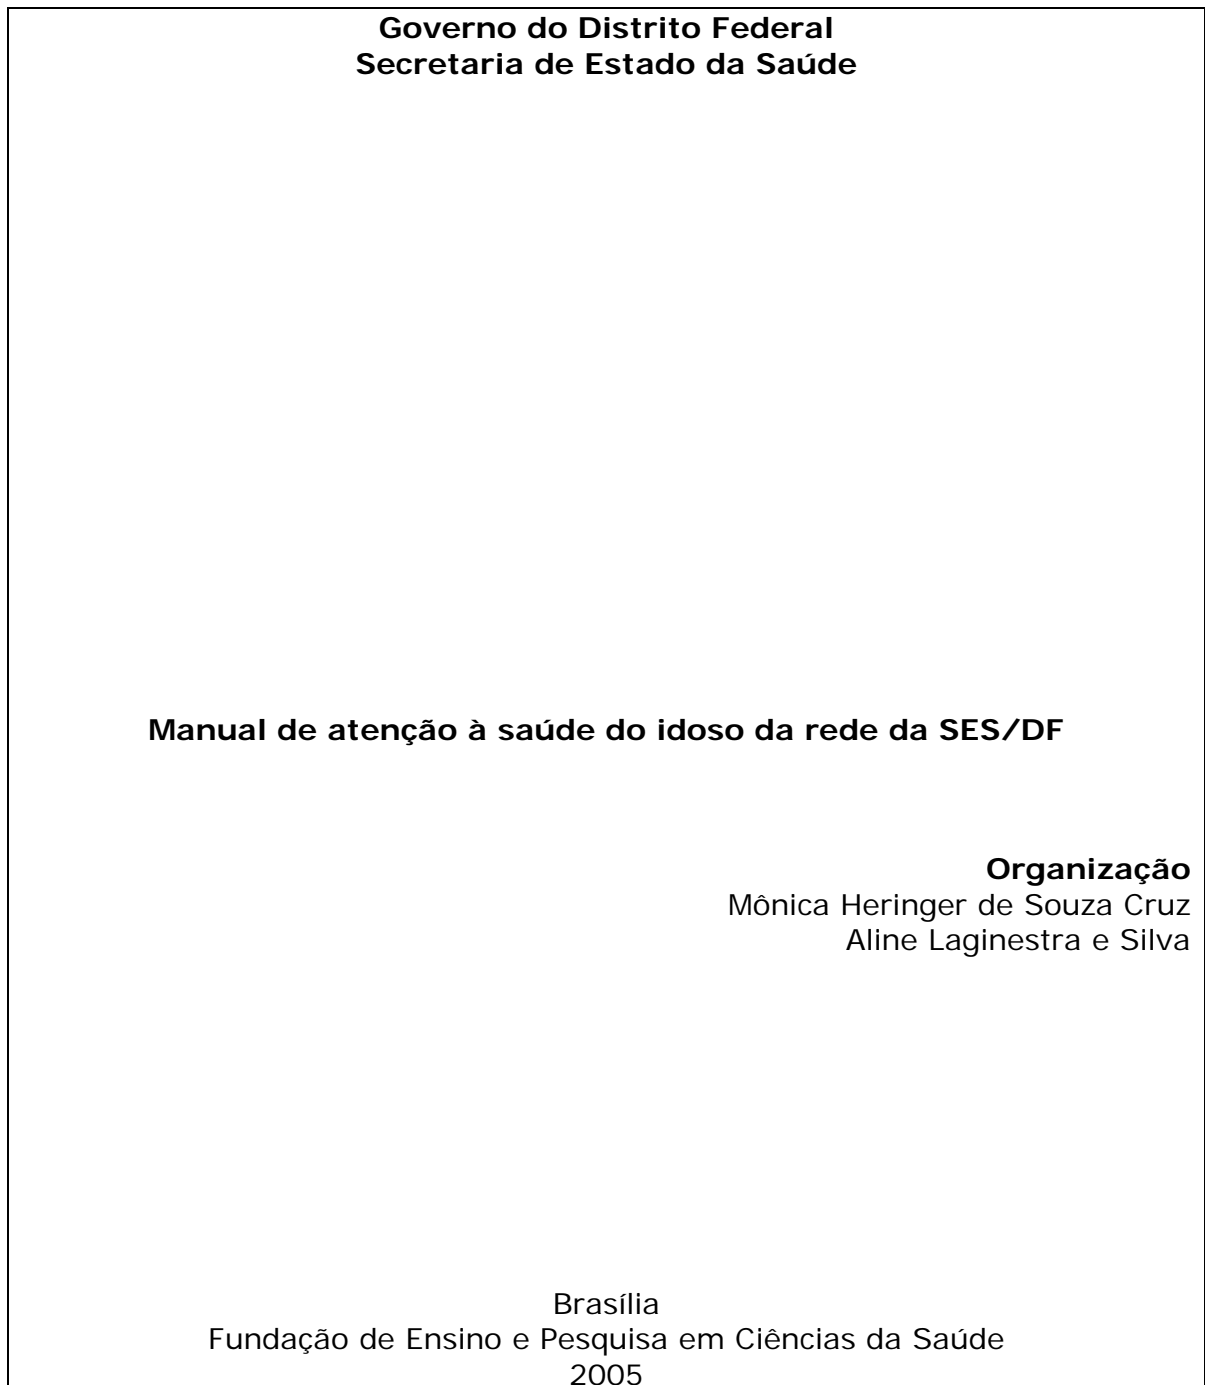 Governo do Distrito Federal
Secretaria de Estado da Saúde
Manual de atenção à saúde do idoso da rede da SES/DF
Organização
Mônica Heringer de Souza Cruz
Aline Laginestra e Silva
Brasília
Fundação de Ensino e Pesquisa em Ciências da Saúde
2005